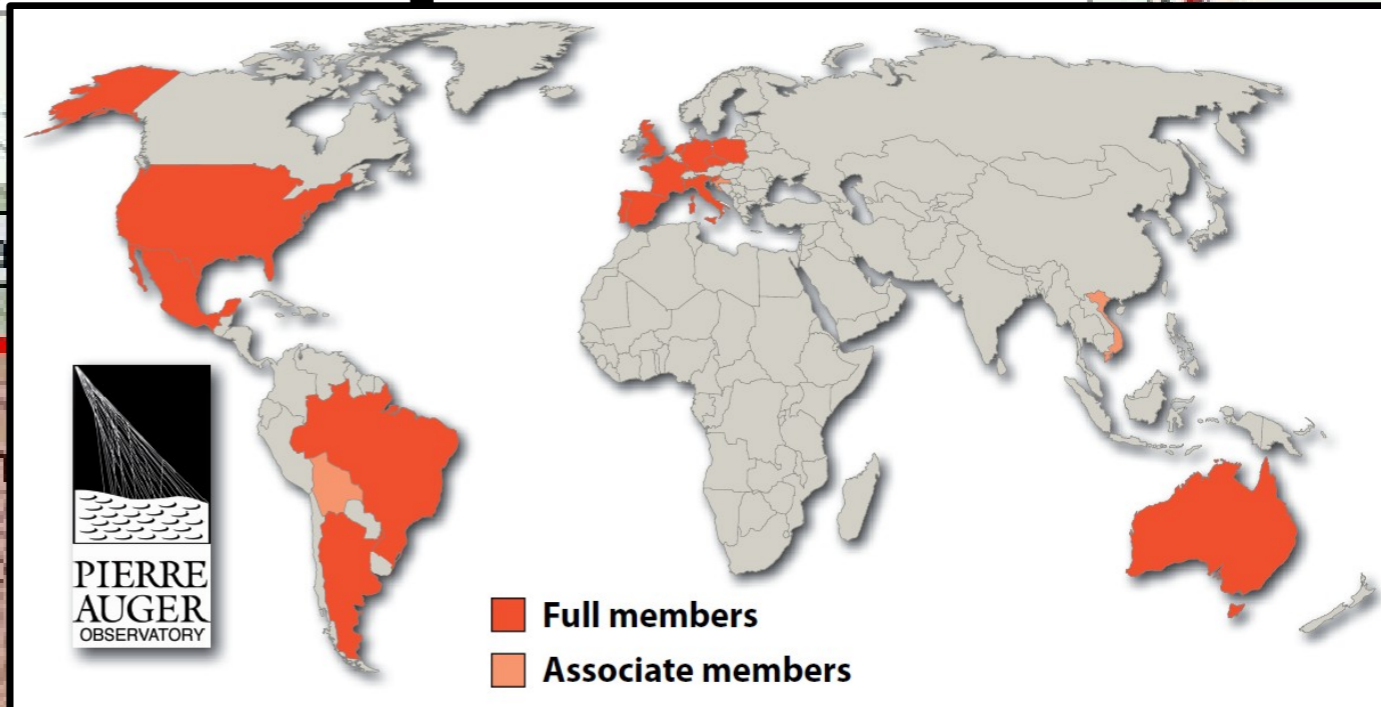 PIERRE
AUGER
OBSERVATORY
Full members
Associate members